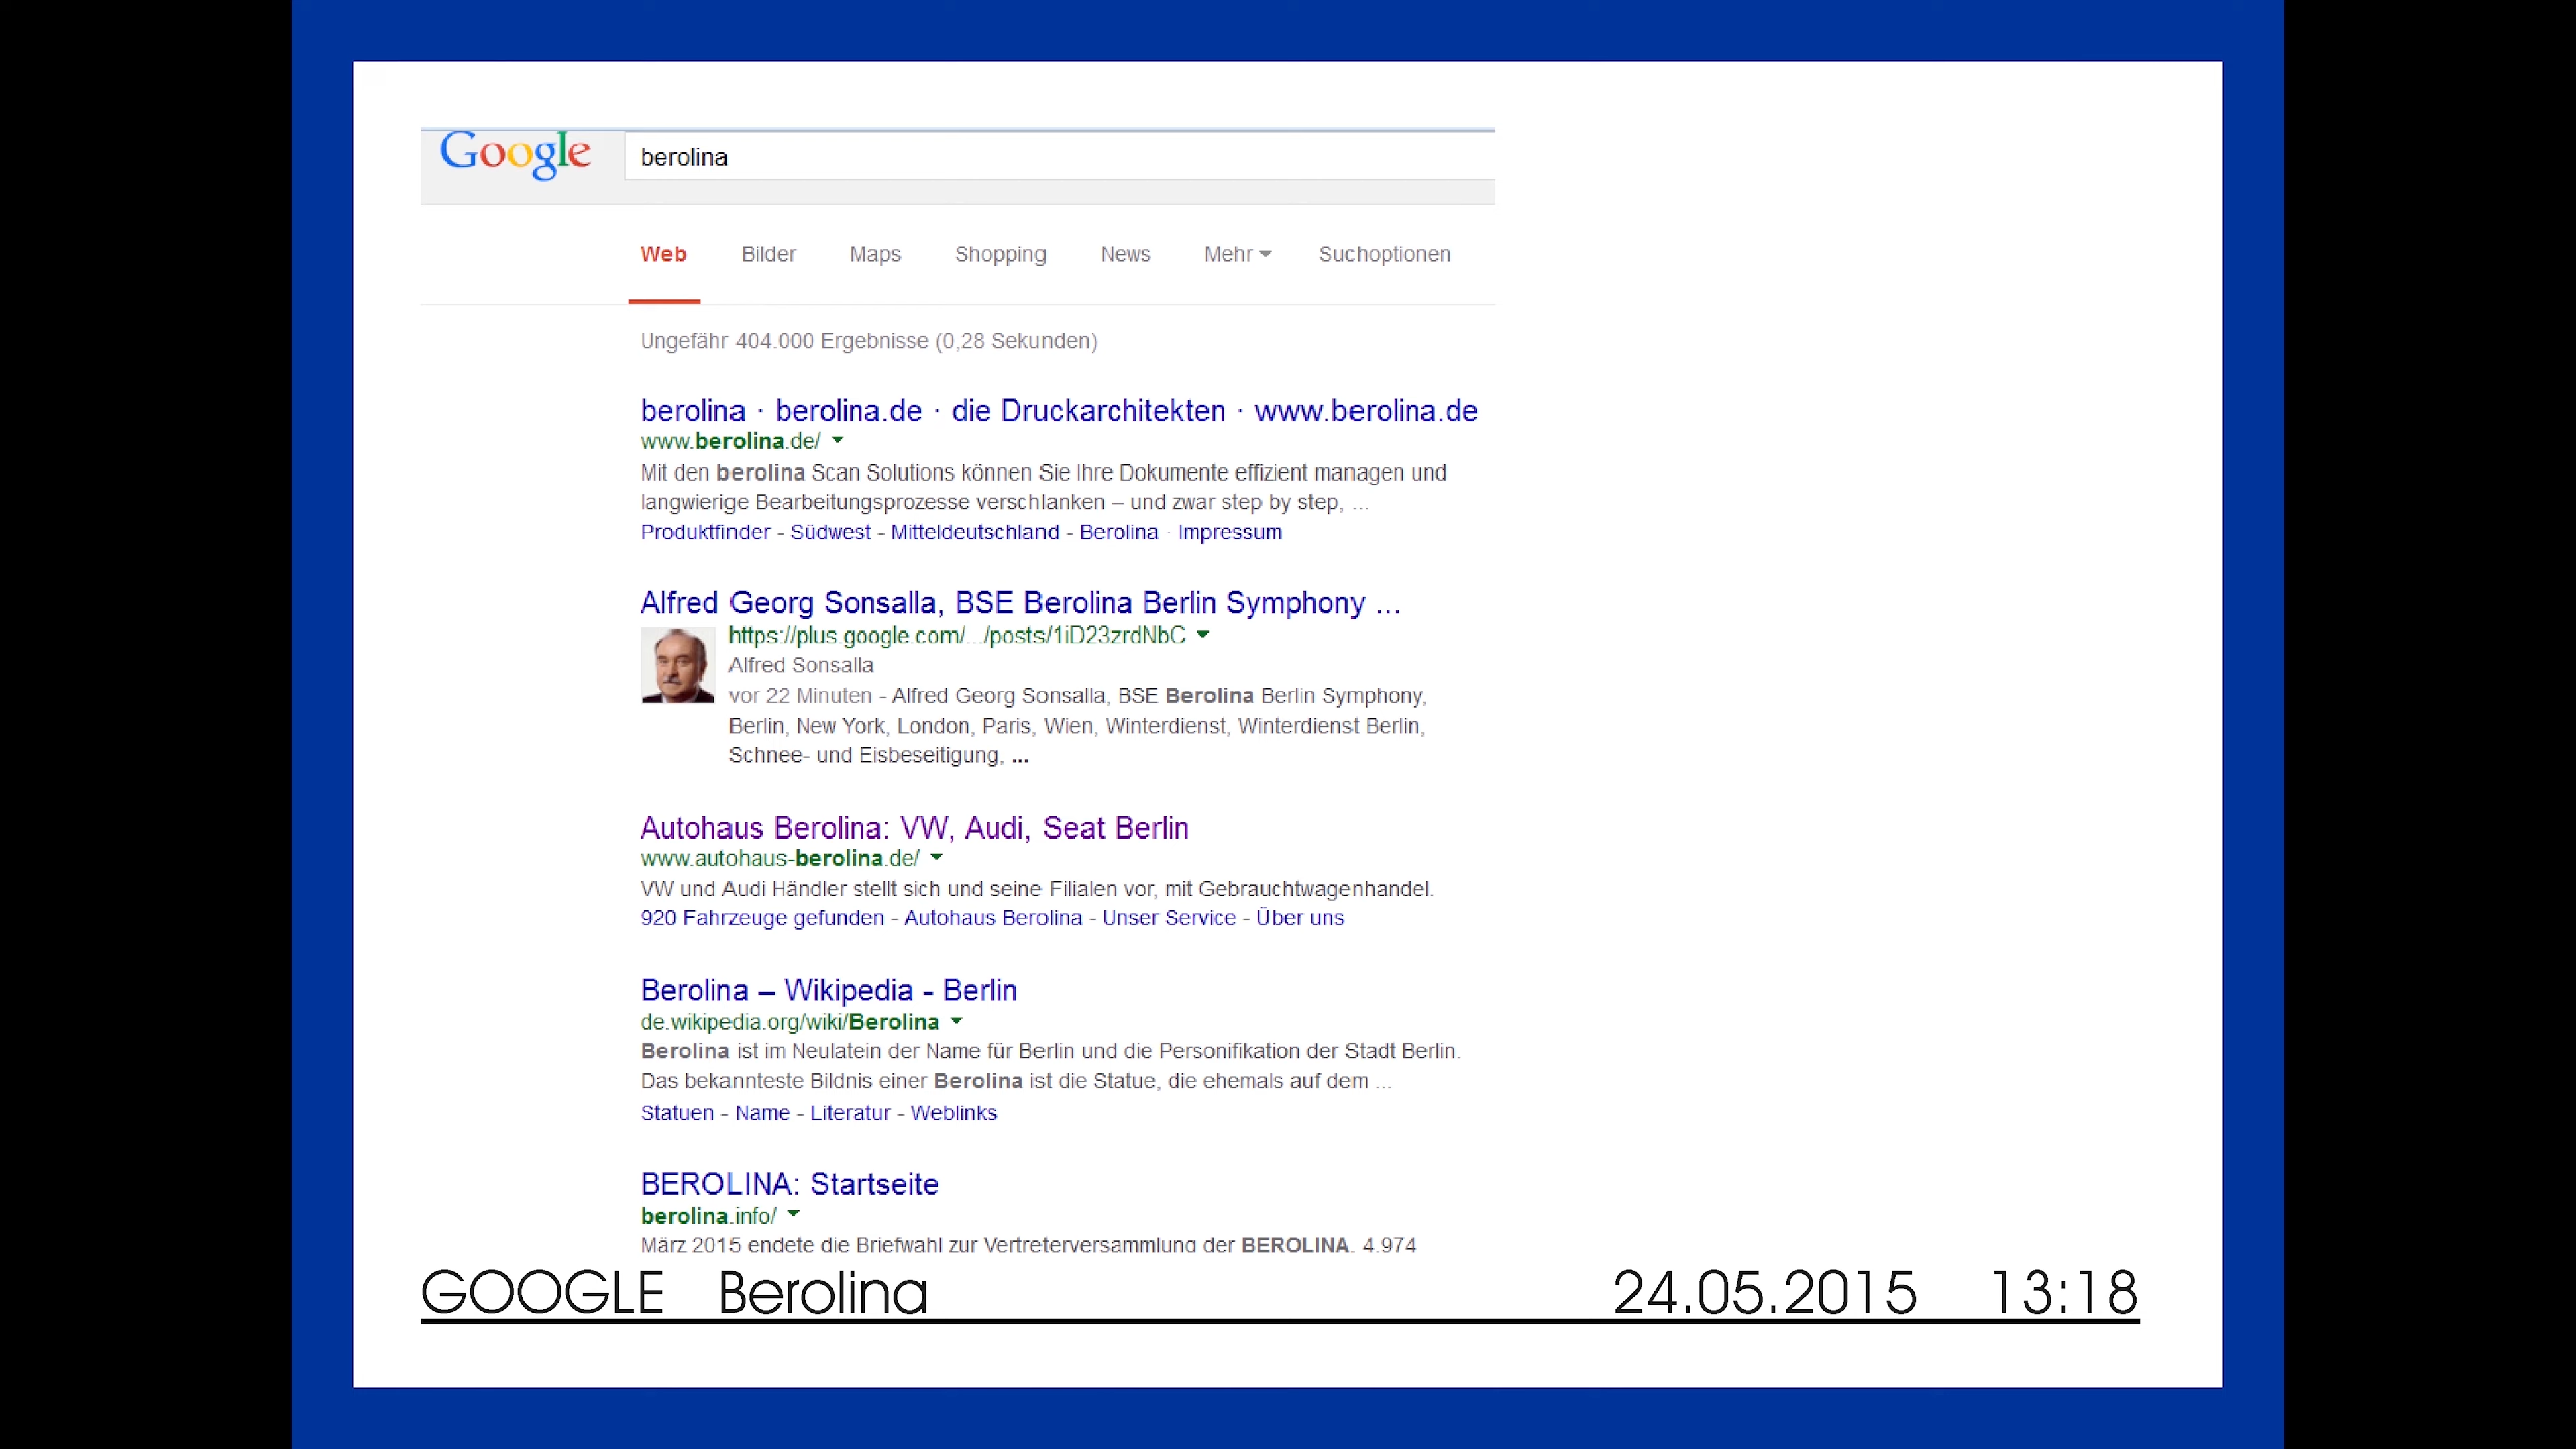 Google berolina
Web Bilder Maps Shopping News Mehr Suchoptionen
Ungefähr 404.000 Ergebnisse (0,28 Sekunden)
berolina · berolina.de · die Druckarchitekten · www.berolina.de
www.berolina.de/
Mit den berolina Scan Solutions können Sie Ihre Dokumente effizient managen und
langwierige Bearbeitungsprozesse verschlanken – und zwar step by step, ...
Produktfinder - Südwest - Mitteldeutschland - Berolina · Impressum
Alfred Georg Sonsalla, BSE Berolina Berlin Symphony ...
https://plus.google.com/.../posts/1iD23zrdNbC
Alfred Sonsalla
vor 22 Minuten - Alfred Georg Sonsalla, BSE Berolina Berlin Symphony,
Berlin, New York, London, Paris, Wien, Winterdienst, Winterdienst Berlin,
Schnee- und Eisbeseitigung, ...
Autohaus Berolina: VW, Audi, Seat Berlin
www.autohaus-berolina.de/
VW und Audi Händler stellt sich und seine Filialen vor, mit Gebrauchtwagenhandel.
920 Fahrzeuge gefunden - Autohaus Berolina - Unser Service - Über uns
Berolina – Wikipedia - Berlin
de.wikipedia.org/wiki/Berolina
Berolina ist im Neulatein der Name für Berlin und die Personifikation der Stadt Berlin.
Das bekannteste Bildnis einer Berolina ist die Statue, die ehemals auf dem ...
Statuen - Name - Literatur - Weblinks
BEROLINA: Startseite
berolina.info/
März 2015 endete die Briefwahl zur Vertreterversammlung der BEROLINA. 4.974
GOOGLE Berolina 24.05.2015 13:18